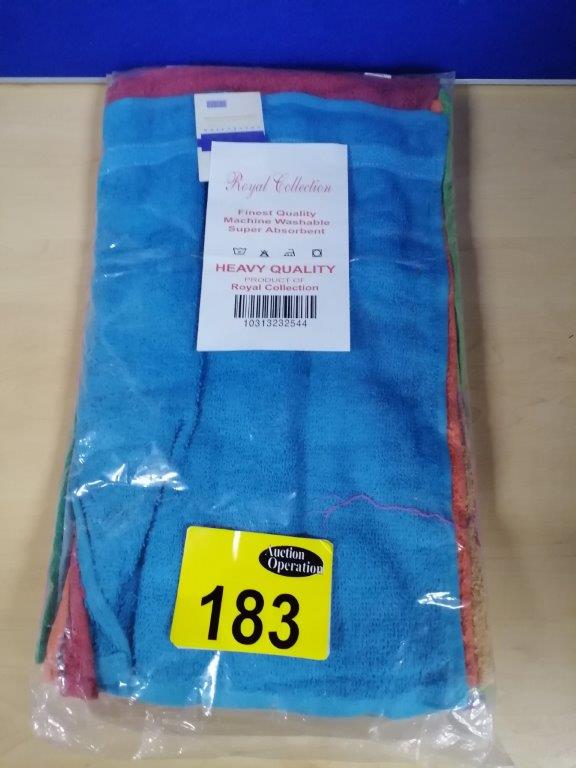 Royal Collection
Finest Quality
Machine Washable
Super Absorbent
HEAVY QUALITY
PRODUCT OF
Royal Collection
10313232544
Auction
Operation
183